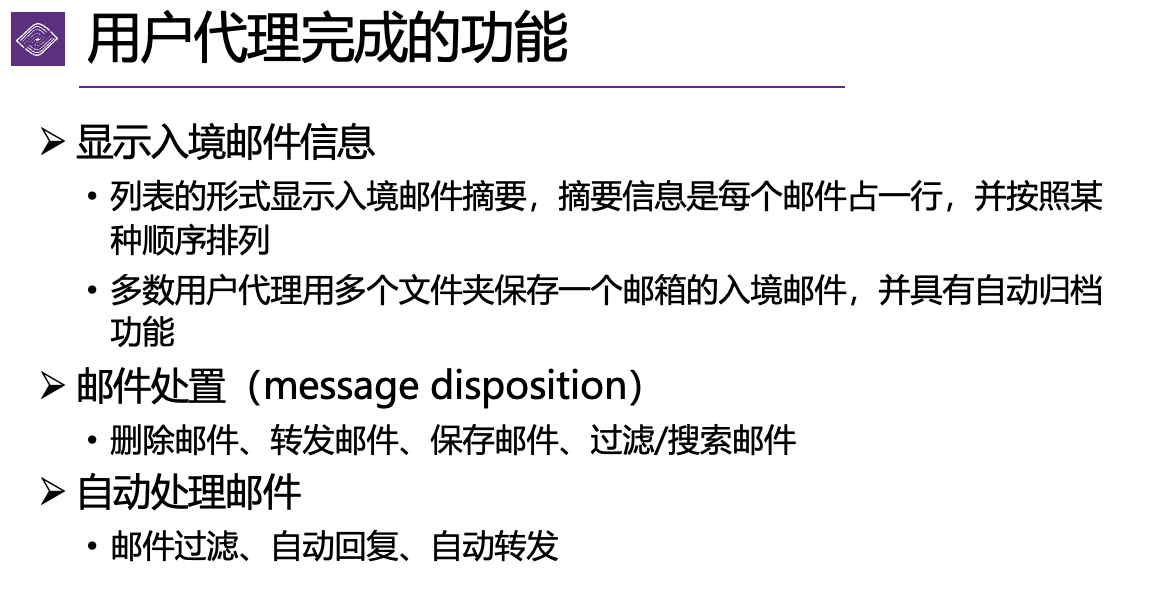 用户代理完成的功能
➢ 显示入境邮件信息
• 列表的形式显示入境邮件摘要，摘要信息是每个邮件占一行，并按照某
种顺序排列
• 多数用户代理用多个文件夹保存一个邮箱的入境邮件，并具有自动归档
功能
➢ 邮件处置（message disposition）
• 删除邮件、转发邮件、保存邮件、过滤/搜索邮件
➢ 自动处理邮件
• 邮件过滤、自动回复、自动转发